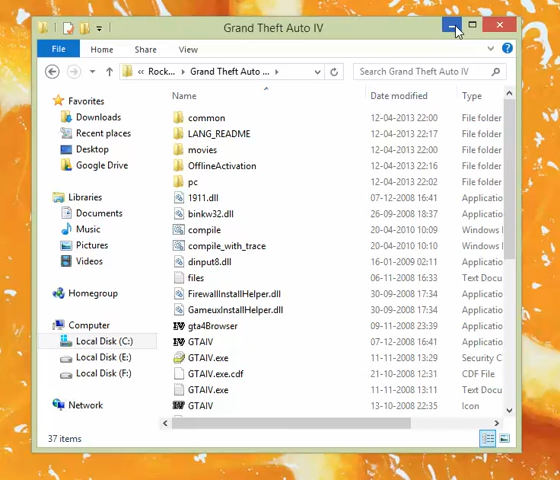 Grand Theft Auto IV
File Home Share View
« Rock... Grand Theft Auto ... Search Grand Theft Auto IV
Name Date modified Type
Favorites
Downloads
Recent places
Desktop
Google Drive
Libraries
Documents
Music
Pictures
Videos
Homegroup
Computer
Local Disk (C:)
Local Disk (E:)
Local Disk (F:)
Network
common 12-04-2013 22:00 File folder
LANG_README 12-04-2013 22:17 File folder
movies 12-04-2013 22:00 File folder
OfflineActivation 12-04-2013 22:16 File folder
pc 12-04-2013 22:02 File folder
1911.dll 07-12-2008 16:41 Applicatio
binkw32.dll 26-09-2008 18:37 Applicatio
compile 20-04-2010 10:09 Windows
compile_with_trace 20-04-2010 10:10 Windows
dinput8.dll 16-01-2009 02:11 Applicatio
files 06-11-2008 16:33 Text Docu
FirewallInstallHelper.dll 30-09-2008 17:34 Applicatio
GameuxInstallHelper.dll 30-09-2008 17:34 Applicatio
gta4Browser 09-11-2008 23:39 Applicatio
GTAIV 07-12-2008 16:41 Applicatio
GTAIV.exe 11-11-2008 13:29 Security C
GTAIV.exe.cdf 21-10-2008 12:31 CDF File
GTAIV.exe 11-11-2008 13:11 Text Docu
GTAIV 13-10-2008 22:35 Icon
37 items